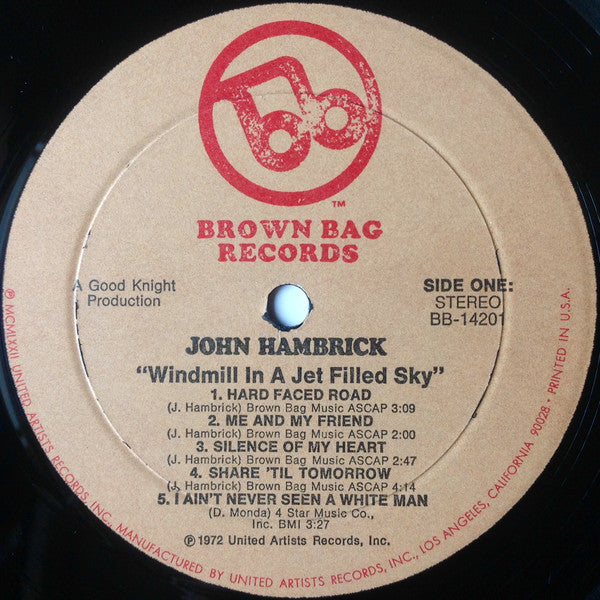 TM
BROWN BAG
RECORDS
A Good Knight
Production
SIDE ONE:
STEREO
BB-14201
JOHN HAMBRICK
"Windmill In A Jet Filled Sky"
1. HARD FACED ROAD
(J. Hambrick) Brown Bag Music ASCAP 3:09
2. ME AND MY FRIEND
(J. Hambrick) Brown Bag Music ASCAP 2:00
3. SILENCE OF MY HEART
(J. Hambrick) Brown Bag Music ASCAP 2:47
4. SHARE 'TIL TOMORROW
(J. Hambrick) Brown Bag Music ASCAP 4:14
5. I AIN'T NEVER SEEN A WHITE MAN
(D. Monda) 4 Star Music Co.,
Inc. BMI 3:27
℗1972 United Artists Records, Inc.
℗ MCMLXXII UNITED ARTISTS RECORDS, INC., MANUFACTURED BY UNITED ARTISTS RECORDS, INC., LOS ANGELES, CALIFORNIA 90028 • PRINTED IN U.S.A.